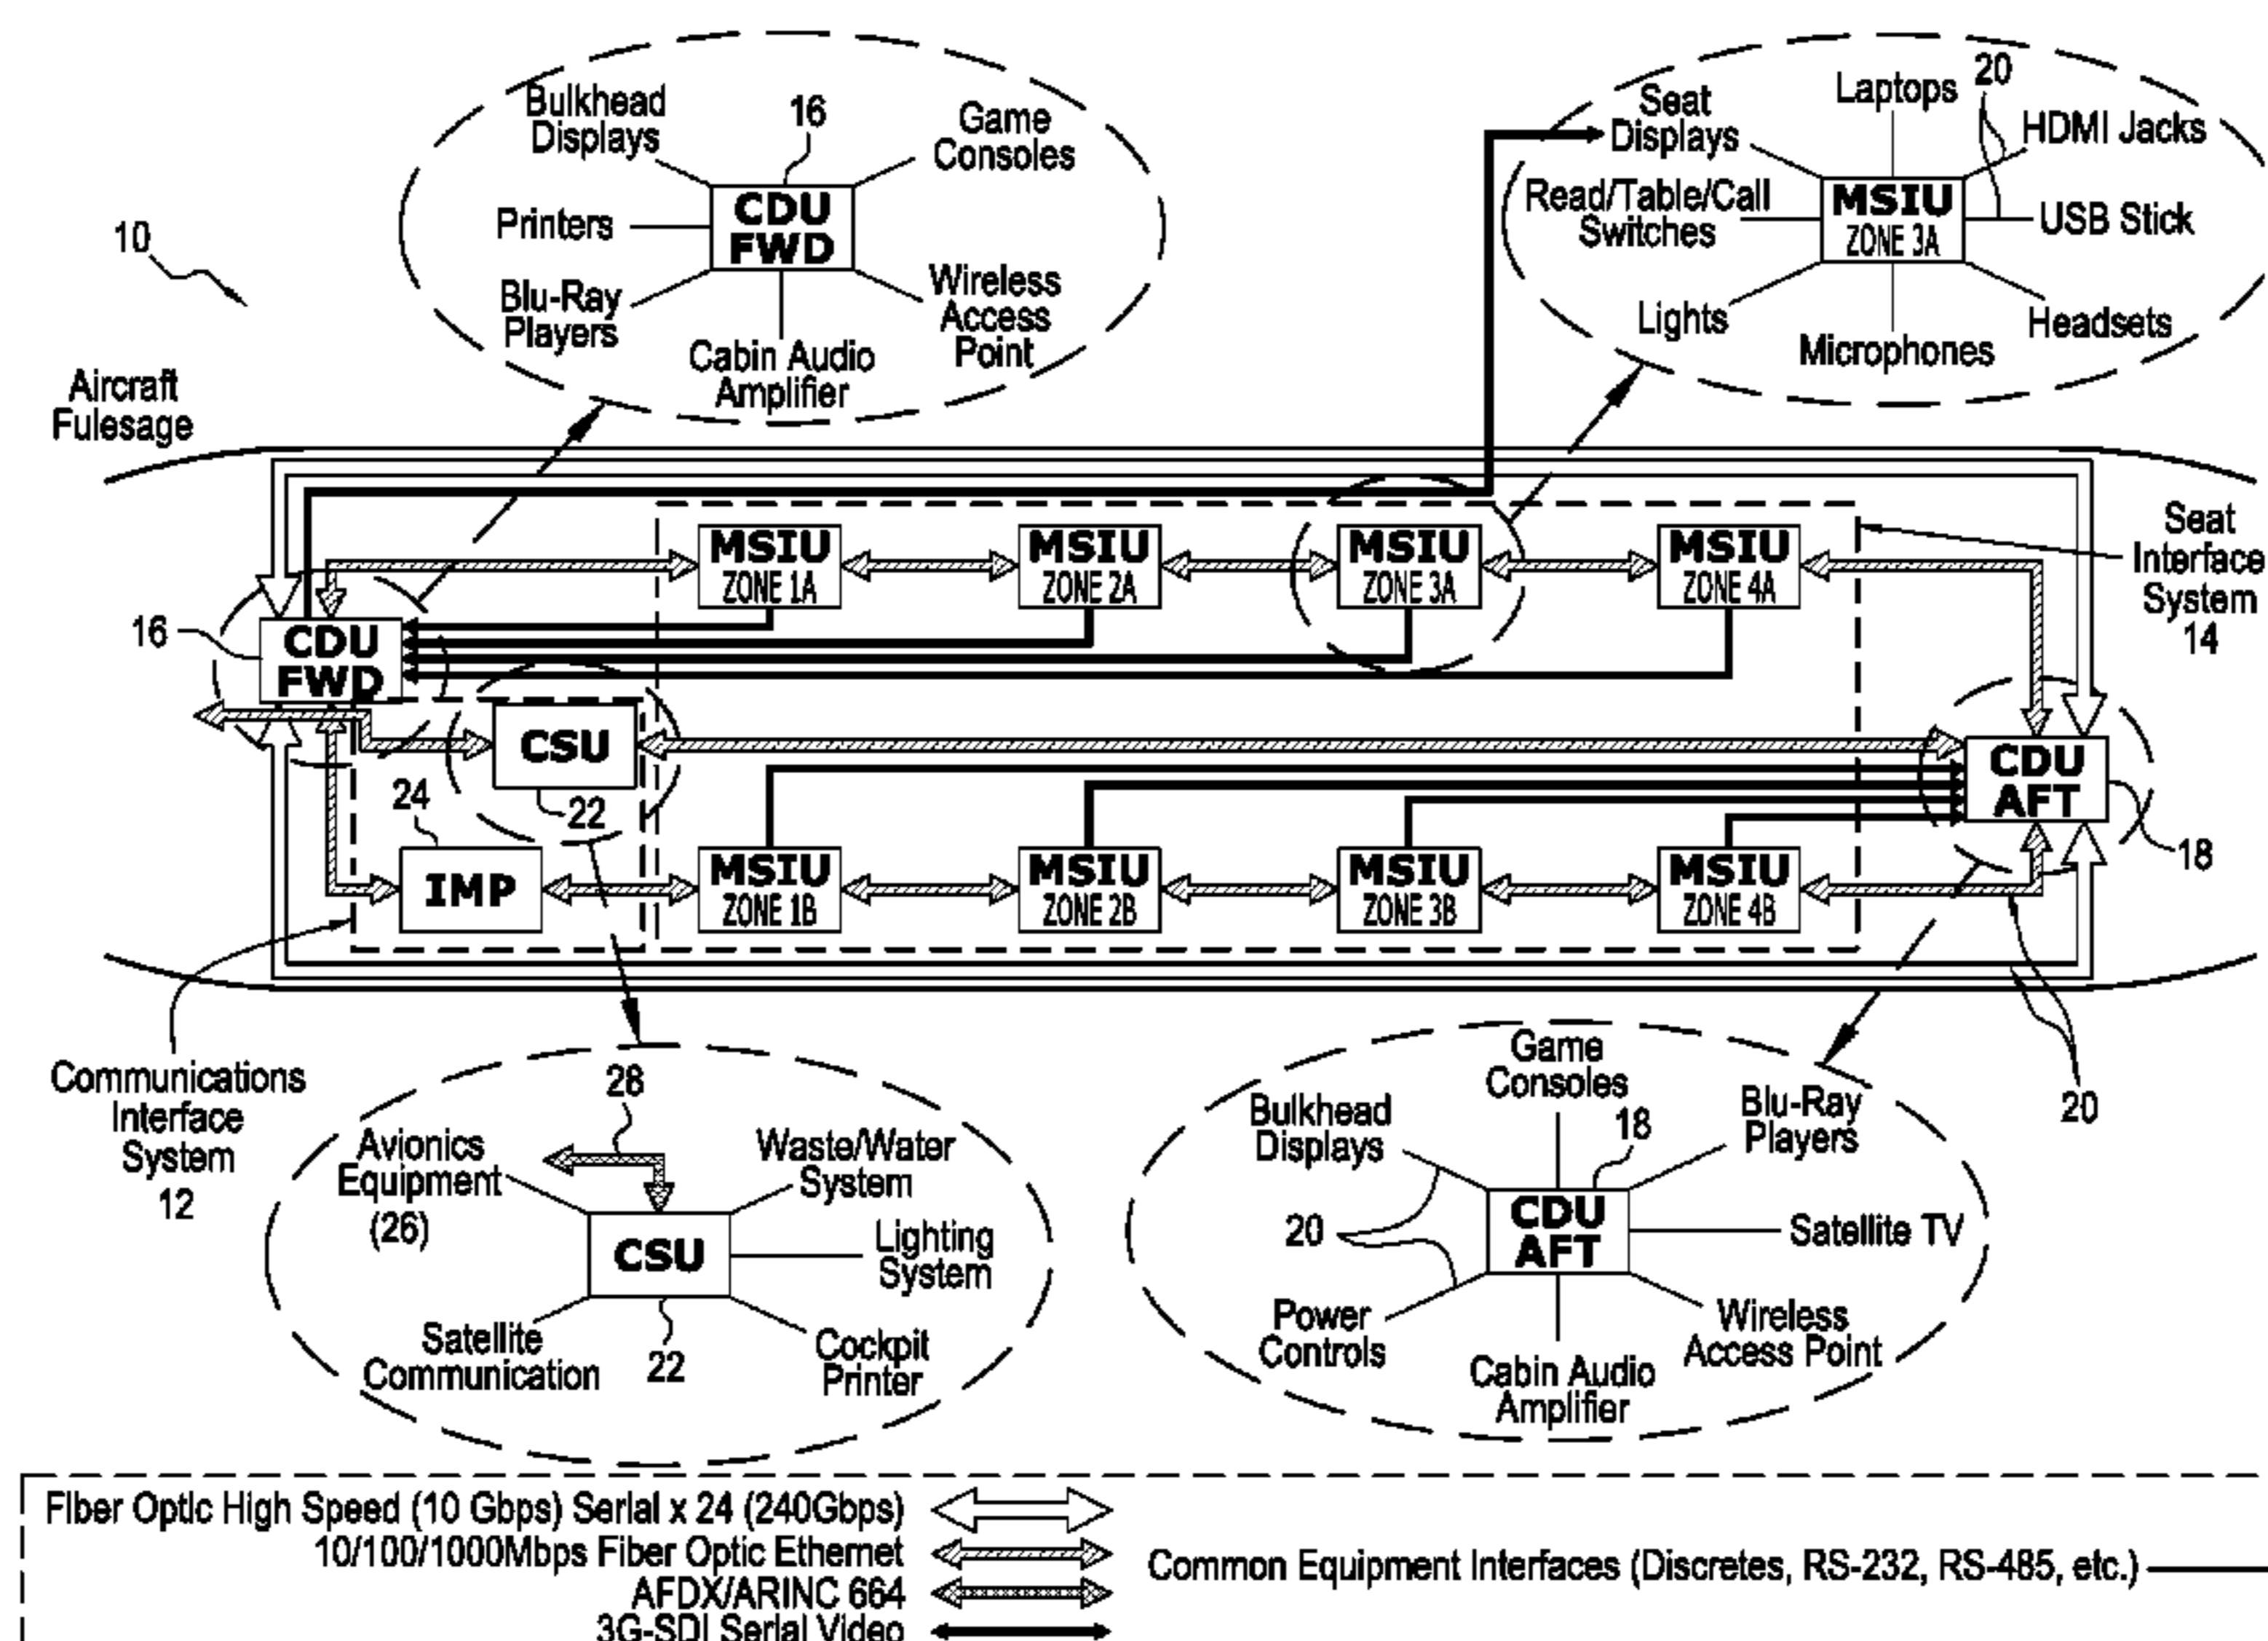 Bulkhead
Displays
16
Game
Consoles
Printers
CDU
FWD
Blu-Ray
Players
Wireless
Access
Point
Cabin Audio
Amplifier
Seat
Displays
Laptops
20
HDMI Jacks
Read/Table/Call
Switches
MSIU
ZONE 3A
USB Stick
Lights
Microphones
Headsets
10
Aircraft
Fulesage
MSIU
ZONE 1A
MSIU
ZONE 2A
MSIU
ZONE 3A
MSIU
ZONE 4A
Seat
Interface
System
14
16
CDU
FWD
CSU
22
24
IMP
CDU
AFT
18
MSIU
ZONE 1B
MSIU
ZONE 2B
MSIU
ZONE 3B
MSIU
ZONE 4B
20
Communications
Interface
System
12
28
Avionics
Equipment
(26)
Waste/Water
System
CSU
Lighting
System
Satellite
Communication
22
Cockpit
Printer
Game
Consoles
Bulkhead
Displays
18
Blu-Ray
Players
20
CDU
AFT
Satellite TV
Power
Controls
Cabin Audio
Amplifier
Wireless
Access Point
Fiber Optic High Speed (10 Gbps) Serial x 24 (240Gbps)
10/100/1000Mbps Fiber Optic Ethernet
AFDX/ARINC 664
3G-SDI Serial Video
Common Equipment Interfaces (Discretes, RS-232, RS-485, etc.)